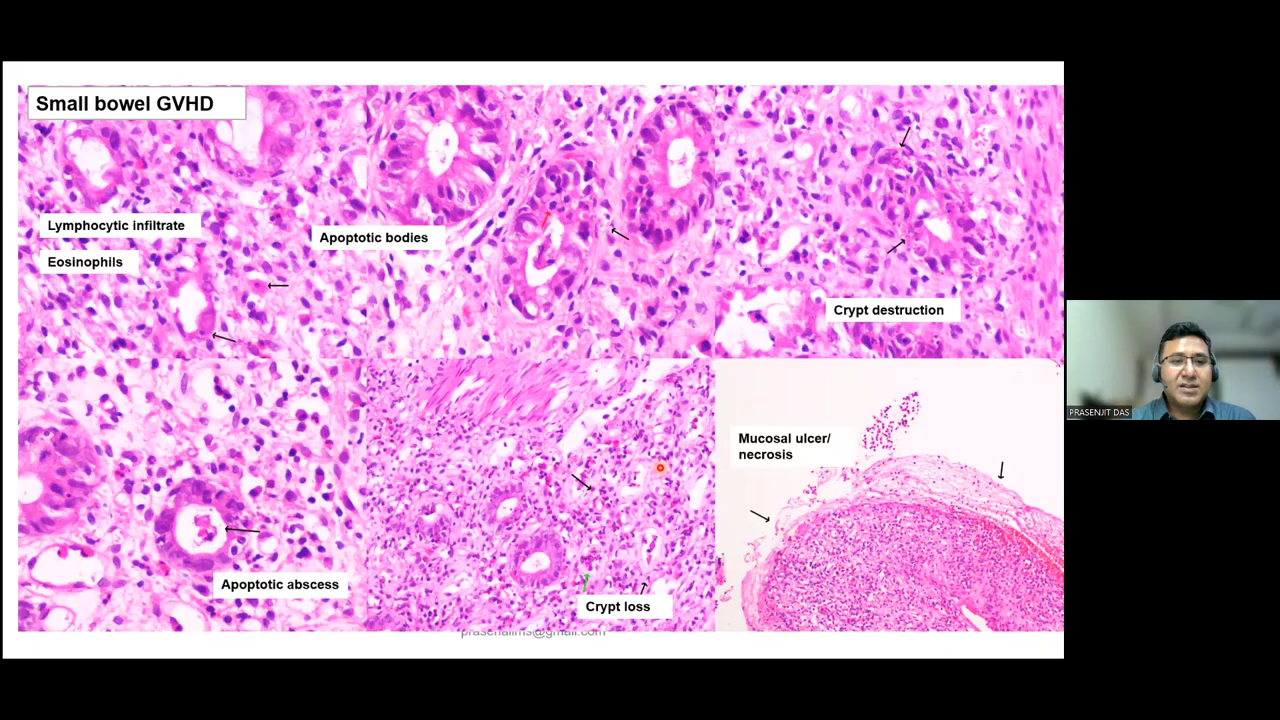 Small bowel GVHD
Lymphocytic infiltrate
Eosinophils
Apoptotic bodies
Crypt destruction
Apoptotic abscess
Crypt loss
Mucosal ulcer/
necrosis
PRASENJIT DAS